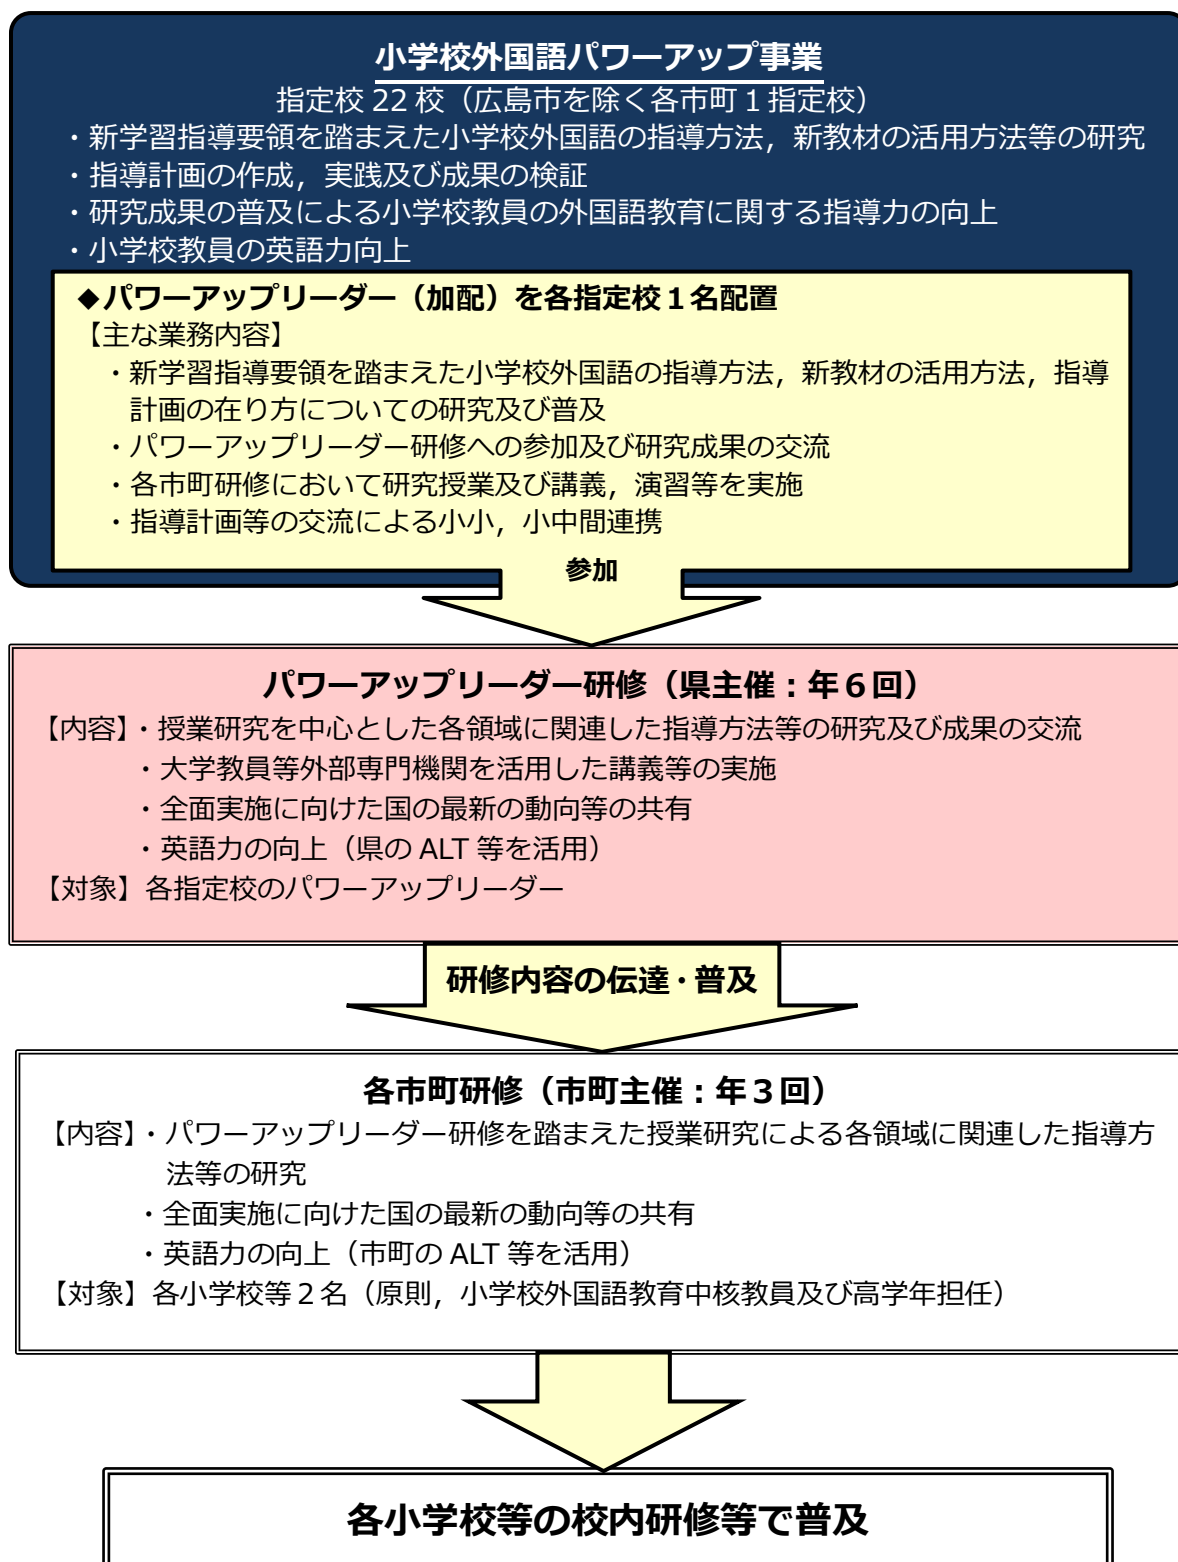 小学校外国語パワーアップ事業
指定校 22 校（広島市を除く各市町１指定校）
・新学習指導要領を踏まえた小学校外国語の指導方法，新教材の活用方法等の研究
・指導計画の作成，実践及び成果の検証
・研究成果の普及による小学校教員の外国語教育に関する指導力の向上
・小学校教員の英語力向上
◆パワーアップリーダー（加配）を各指定校１名配置
【主な業務内容】
・新学習指導要領を踏まえた小学校外国語の指導方法，新教材の活用方法，指導
計画の在り方についての研究及び普及
・パワーアップリーダー研修への参加及び研究成果の交流
・各市町研修において研究授業及び講義，演習等を実施
・指導計画等の交流による小小，小中間連携
参加
パワーアップリーダー研修（県主催：年６回）
【内容】・授業研究を中心とした各領域に関連した指導方法等の研究及び成果の交流
・大学教員等外部専門機関を活用した講義等の実施
・全面実施に向けた国の最新の動向等の共有
・英語力の向上（県の ALT 等を活用）
【対象】各指定校のパワーアップリーダー
研修内容の伝達・普及
各市町研修（市町主催：年３回）
【内容】・パワーアップリーダー研修を踏まえた授業研究による各領域に関連した指導方
法等の研究
・全面実施に向けた国の最新の動向等の共有
・英語力の向上（市町の ALT 等を活用）
【対象】各小学校等２名（原則，小学校外国語教育中核教員及び高学年担任）
各小学校等の校内研修等で普及